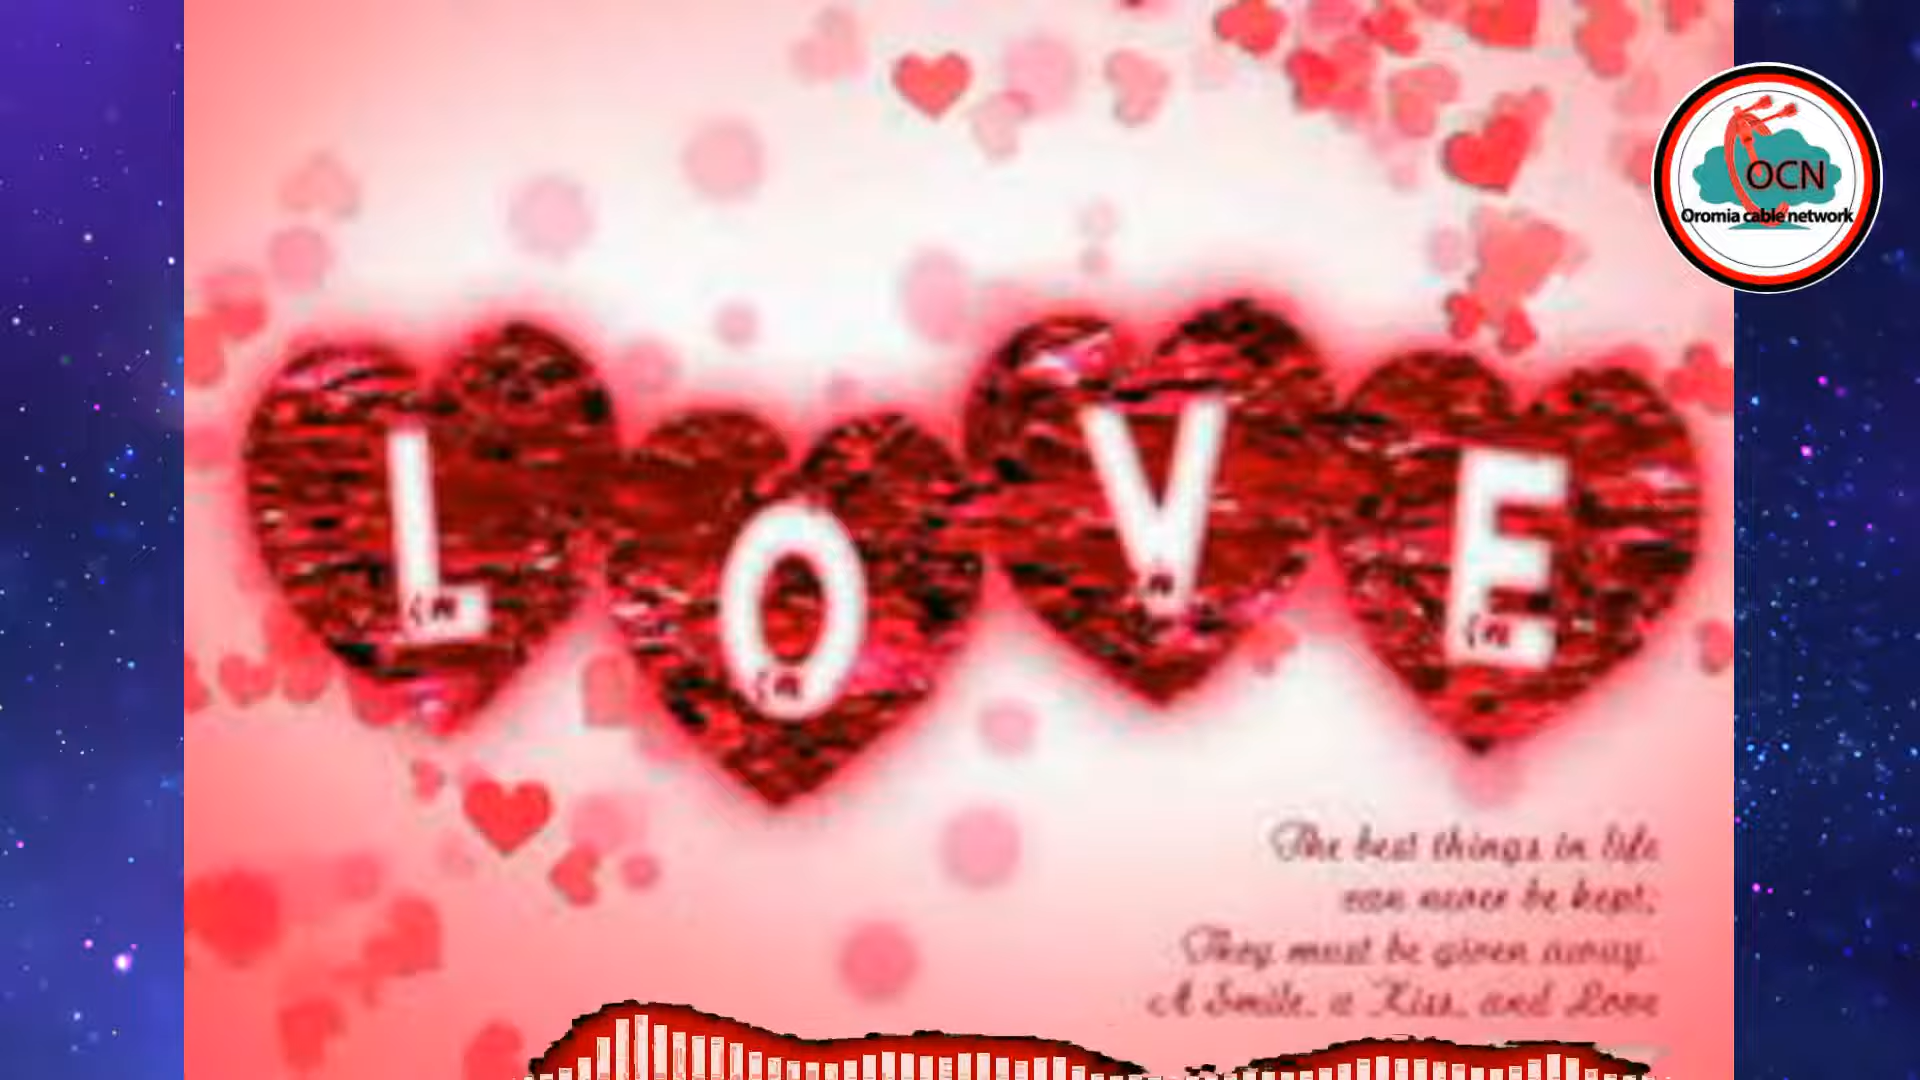 OCN
Oromia cable network
L O V E
The best things in life
can never be kept;
They must be given away.
A Smile, a Kiss, and Love